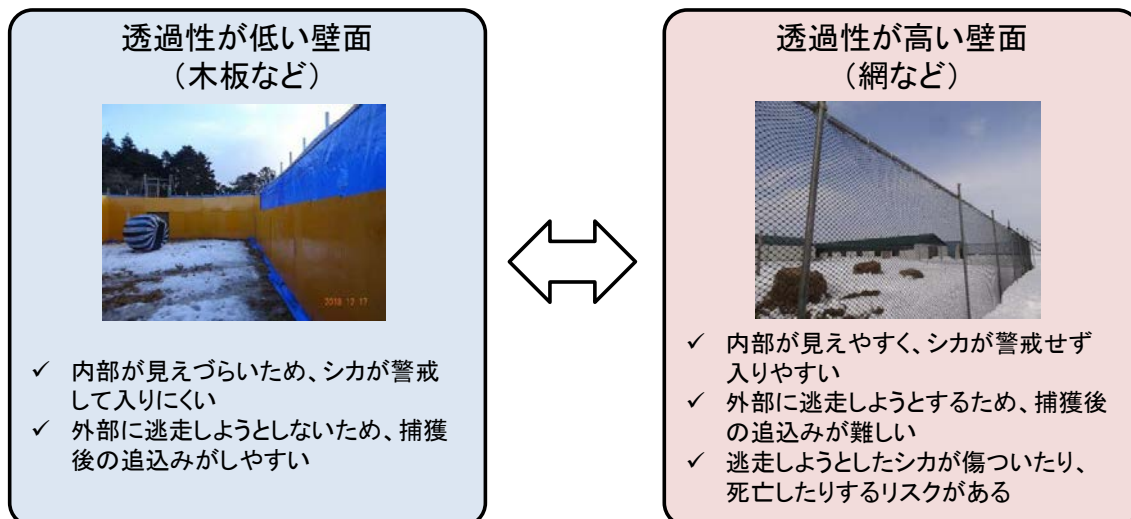 透過性が低い壁面
（木板など）
2018 12 17
✓ 内部が見えづらいため、シカが警戒
して入りにくい
✓ 外部に逃走しようとしないため、捕獲
後の追込みがしやすい
透過性が高い壁面
（網など）
✓ 内部が見えやすく、シカが警戒せず
入りやすい
✓ 外部に逃走しようとするため、捕獲後
の追込みが難しい
✓ 逃走しようとしたシカが傷ついたり、
死亡したりするリスクがある